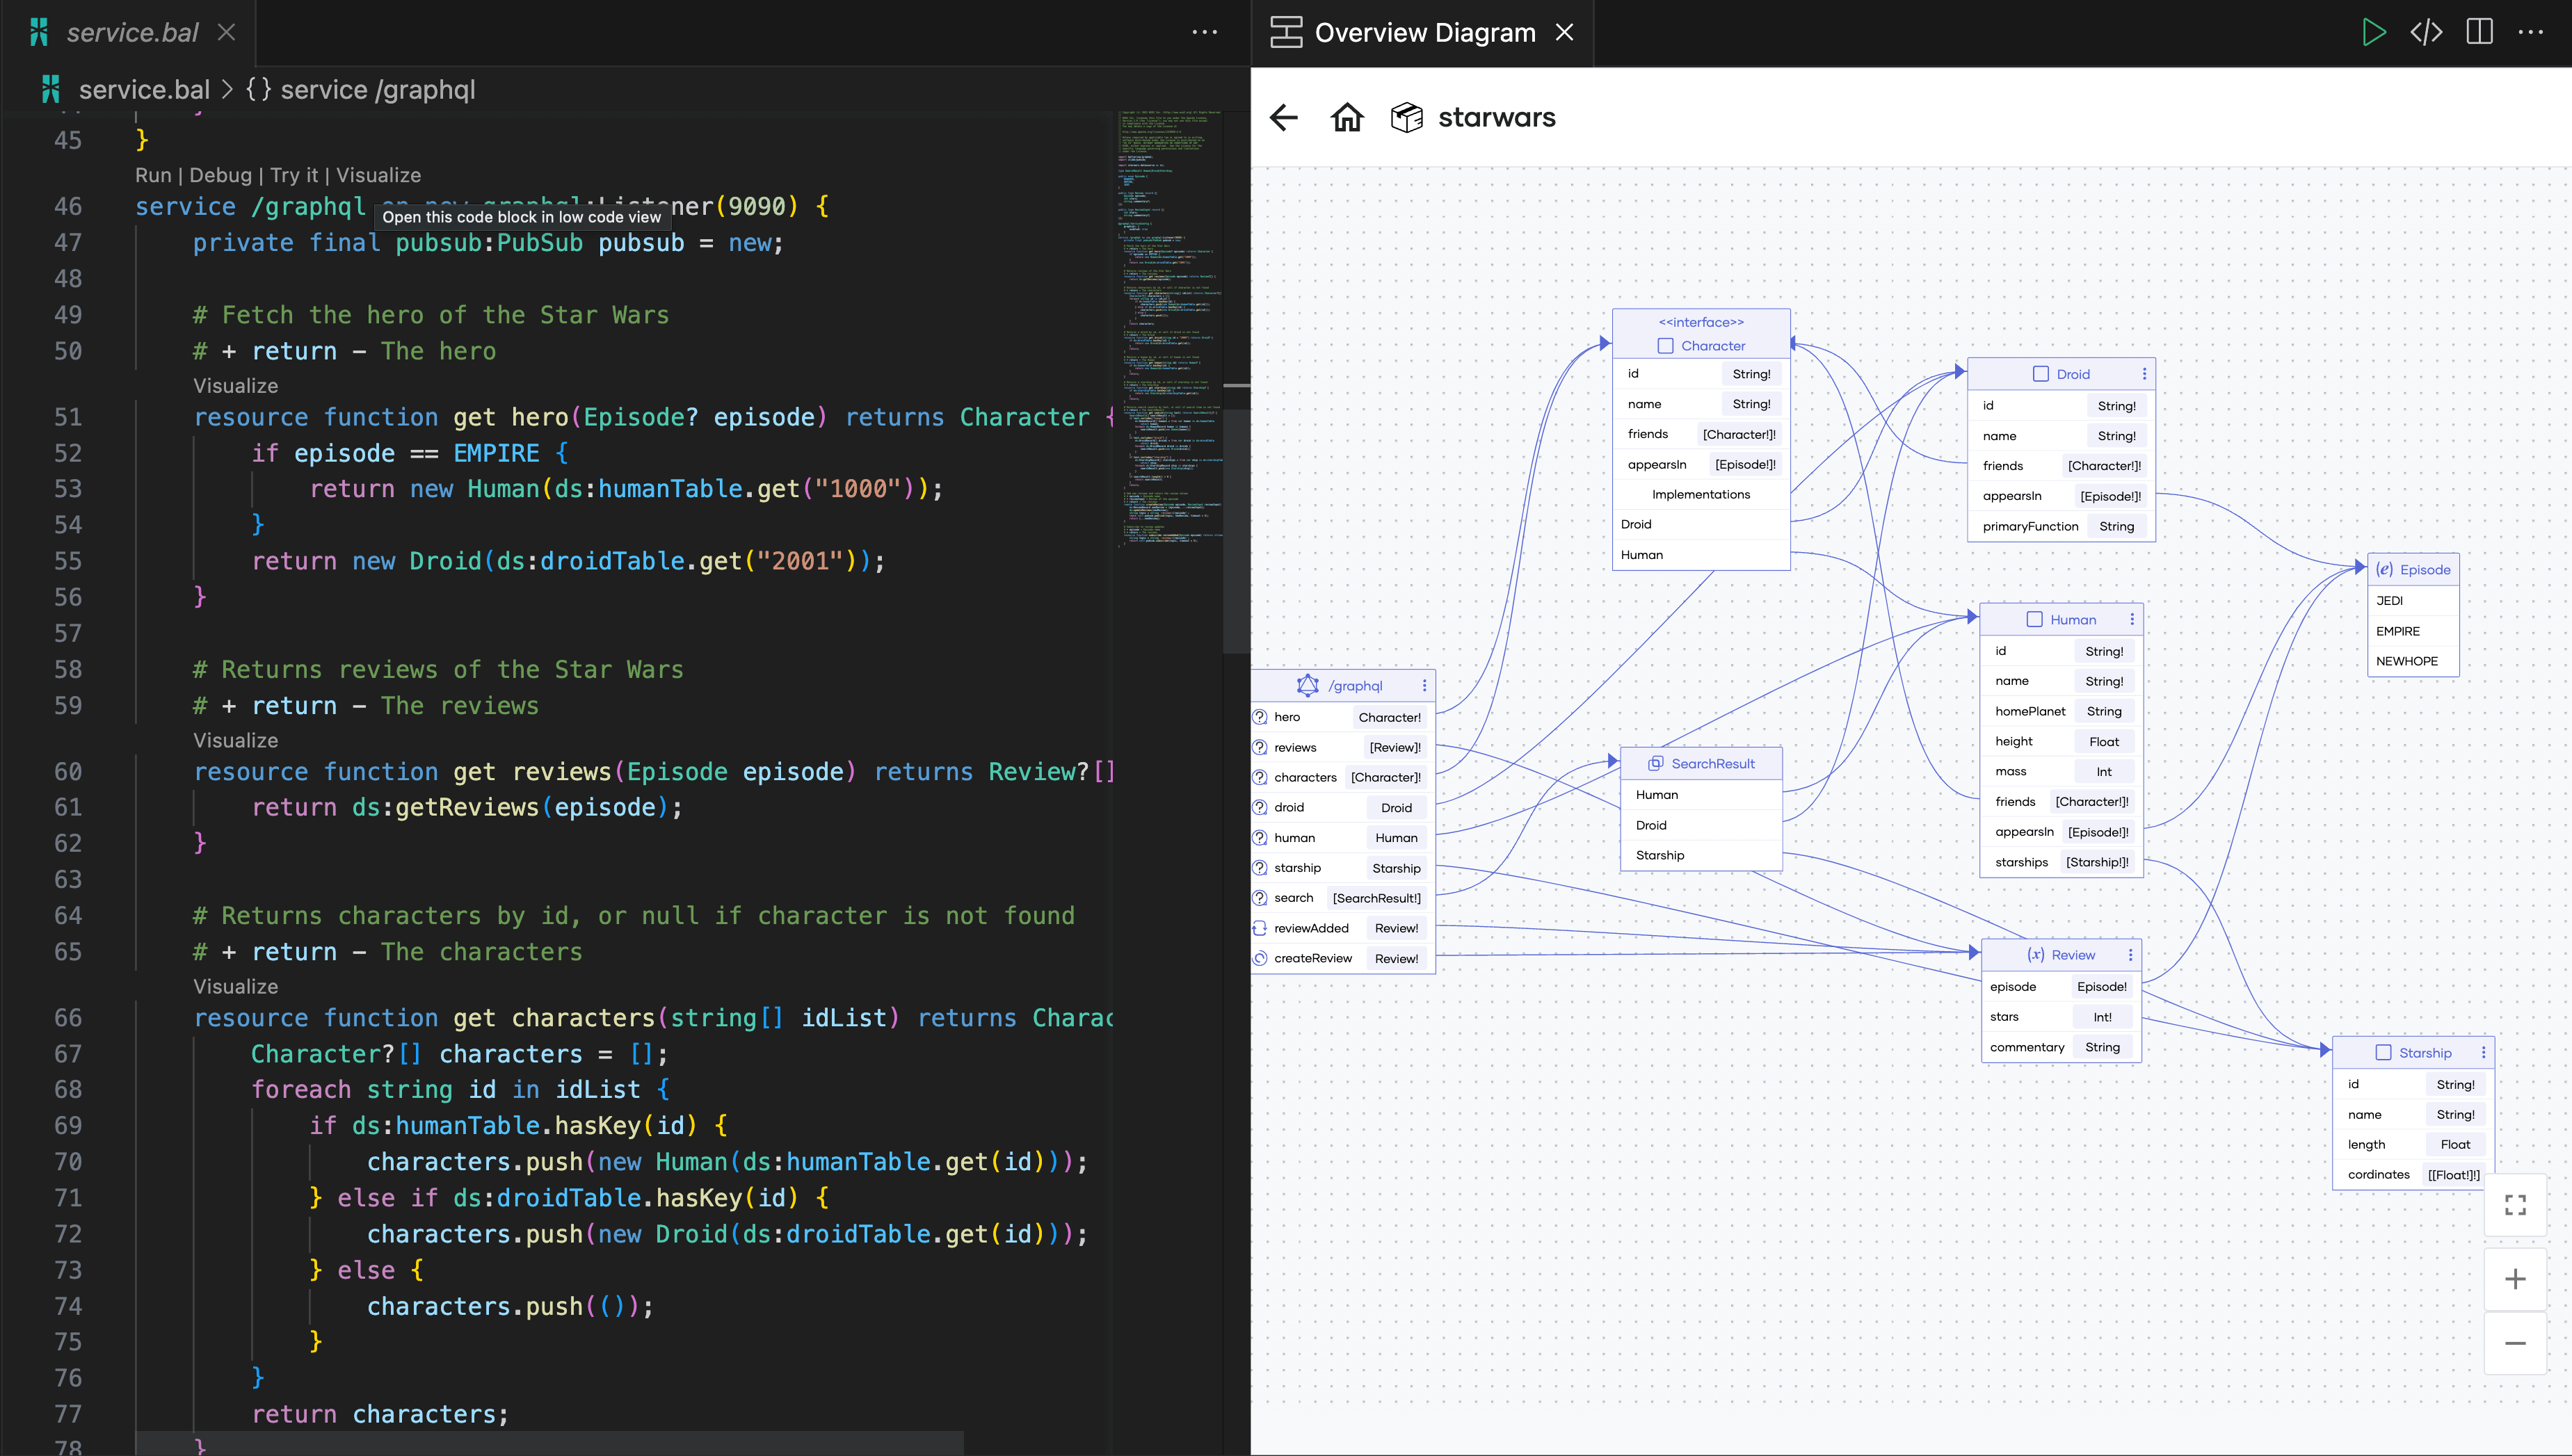 service.bal
service.bal > {} service /graphql
45 }
Run | Debug | Try it | Visualize
46 service /graphql on new graphql:Listener(9090) {
Open this code block in low code view
47 private final pubsub:PubSub pubsub = new;
48
49 # Fetch the hero of the Star Wars
50 # + return - The hero
Visualize
51 resource function get hero(Episode? episode) returns Character {
52 if episode == EMPIRE {
53 return new Human(ds:humanTable.get("1000"));
54 }
55 return new Droid(ds:droidTable.get("2001"));
56 }
57
58 # Returns reviews of the Star Wars
59 # + return - The reviews
Visualize
60 resource function get reviews(Episode episode) returns Review?[]
61 return ds:getReviews(episode);
62 }
63
64 # Returns characters by id, or null if character is not found
65 # + return - The characters
Visualize
66 resource function get characters(string[] idList) returns Charac
67 Character?[] characters = [];
68 foreach string id in idList {
69 if ds:humanTable.hasKey(id) {
70 characters.push(new Human(ds:humanTable.get(id)));
71 } else if ds:droidTable.hasKey(id) {
72 characters.push(new Droid(ds:droidTable.get(id)));
73 } else {
74 characters.push(());
75 }
76 }
77 return characters;
78 }
Overview Diagram
starwars
/graphql
hero Character!
reviews [Review]!
characters [Character]!
droid Droid
human Human
starship Starship
search [SearchResult!]
reviewAdded Review!
createReview Review!
<<interface>>
Character
id String!
name String!
friends [Character!]!
appearsIn [Episode!]!
Implementations
Droid
Human
SearchResult
Human
Droid
Starship
Droid
id String!
name String!
friends [Character!]!
appearsIn [Episode!]!
primaryFunction String
Human
id String!
name String!
homePlanet String
height Float
mass Int
friends [Character!]!
appearsIn [Episode!]!
starships [Starship!]!
(x) Review
episode Episode!
stars Int!
commentary String
(e) Episode
JEDI
EMPIRE
NEWHOPE
Starship
id String!
name String!
length Float
cordinates [[Float!]!]